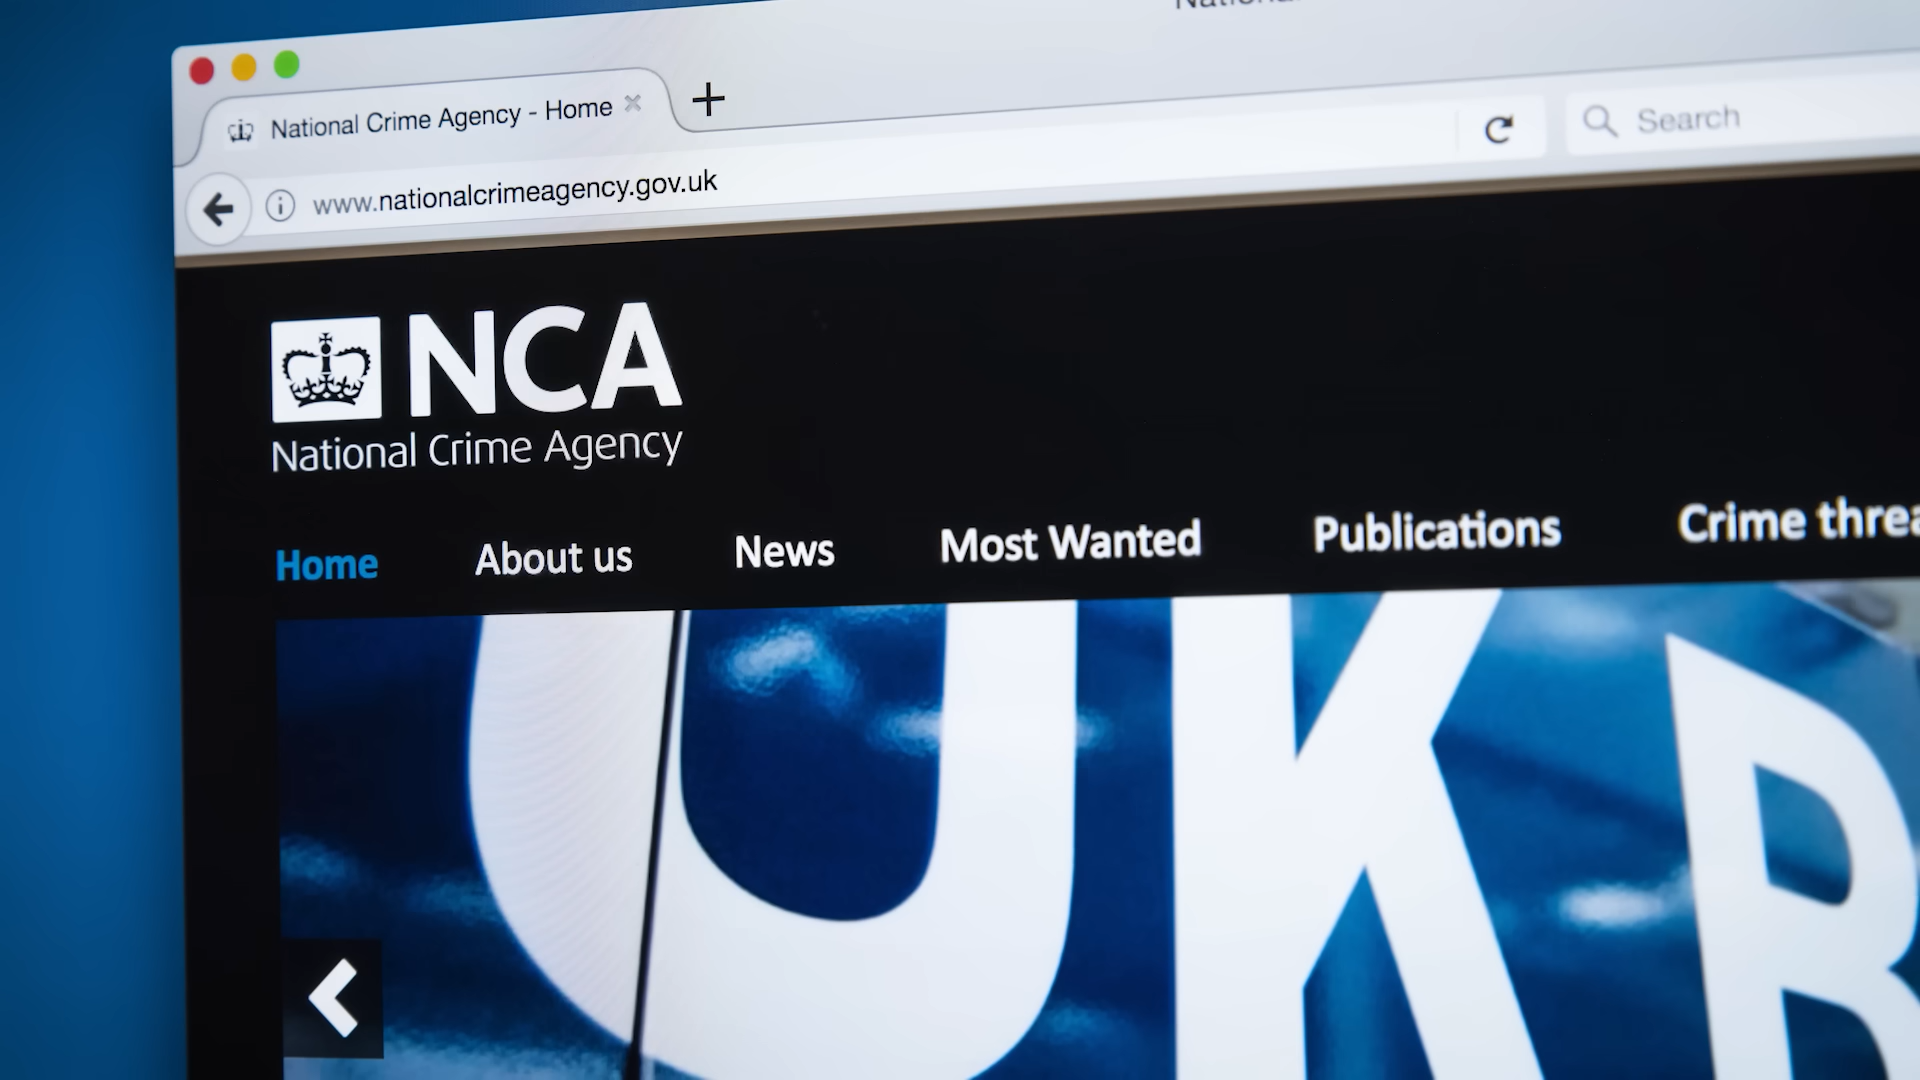 National Crime Agency - Home
www.nationalcrimeagency.gov.uk
Search
NCA
National Crime Agency
Home About us News Most Wanted Publications Crime
UK